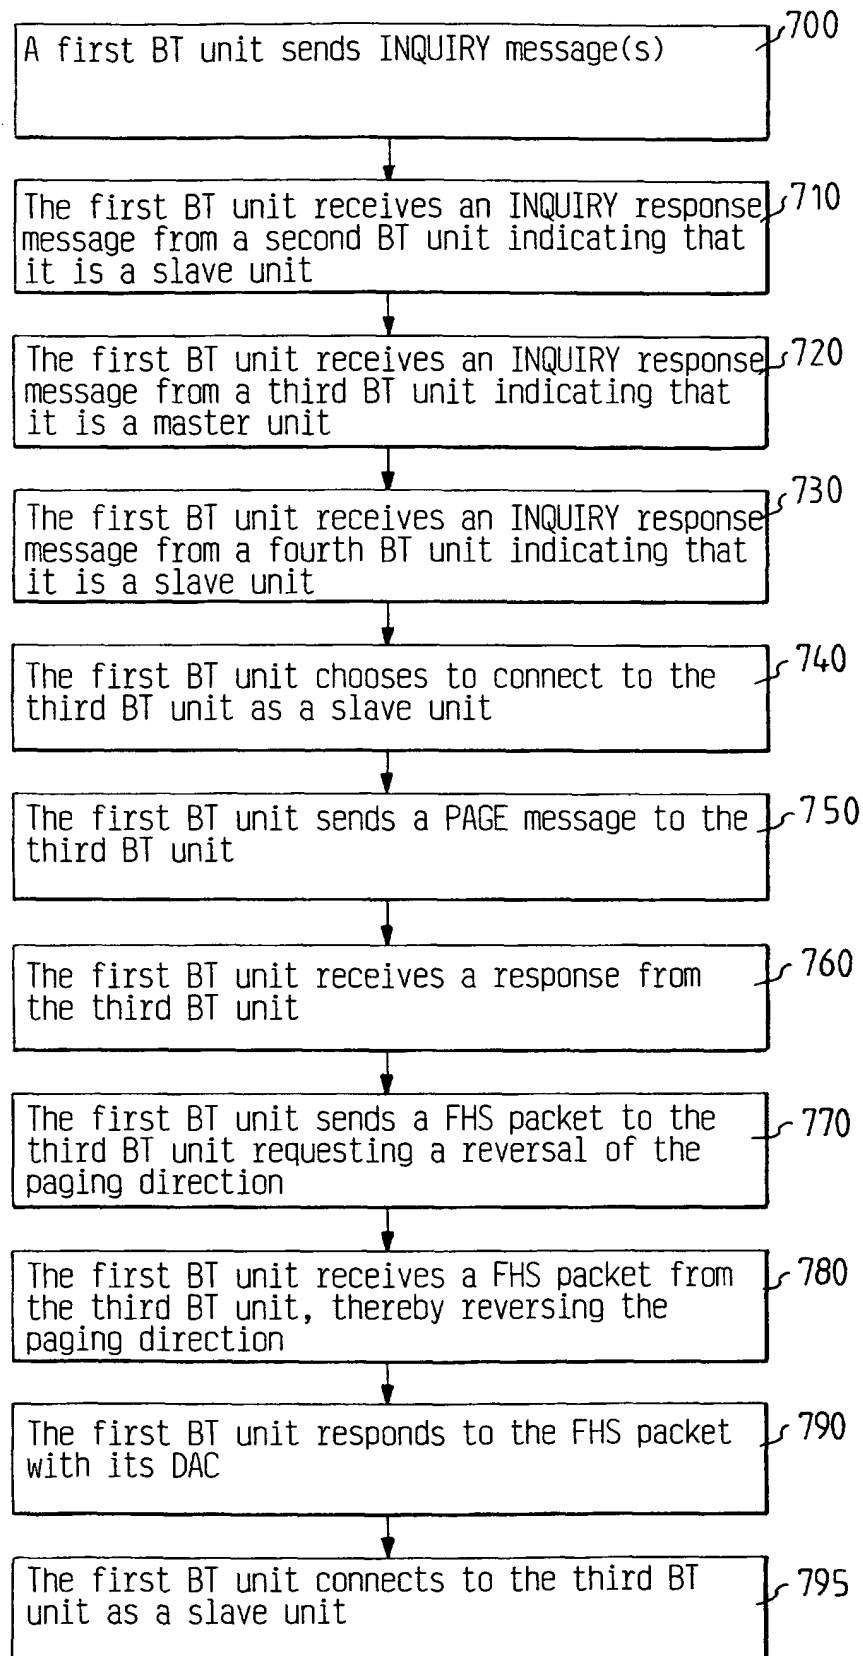 A first BT unit sends INQUIRY message(s)
700
The first BT unit receives an INQUIRY response
message from a second BT unit indicating that
it is a slave unit
710
The first BT unit receives an INQUIRY response
message from a third BT unit indicating that
it is a master unit
720
The first BT unit receives an INQUIRY response
message from a fourth BT unit indicating that
it is a slave unit
730
The first BT unit chooses to connect to the
third BT unit as a slave unit
740
The first BT unit sends a PAGE message to the
third BT unit
750
The first BT unit receives a response from
the third BT unit
760
The first BT unit sends a FHS packet to the
third BT unit requesting a reversal of the
paging direction
770
The first BT unit receives a FHS packet from
the third BT unit, thereby reversing the
paging direction
780
The first BT unit responds to the FHS packet
with its DAC
790
The first BT unit connects to the third BT
unit as a slave unit
795